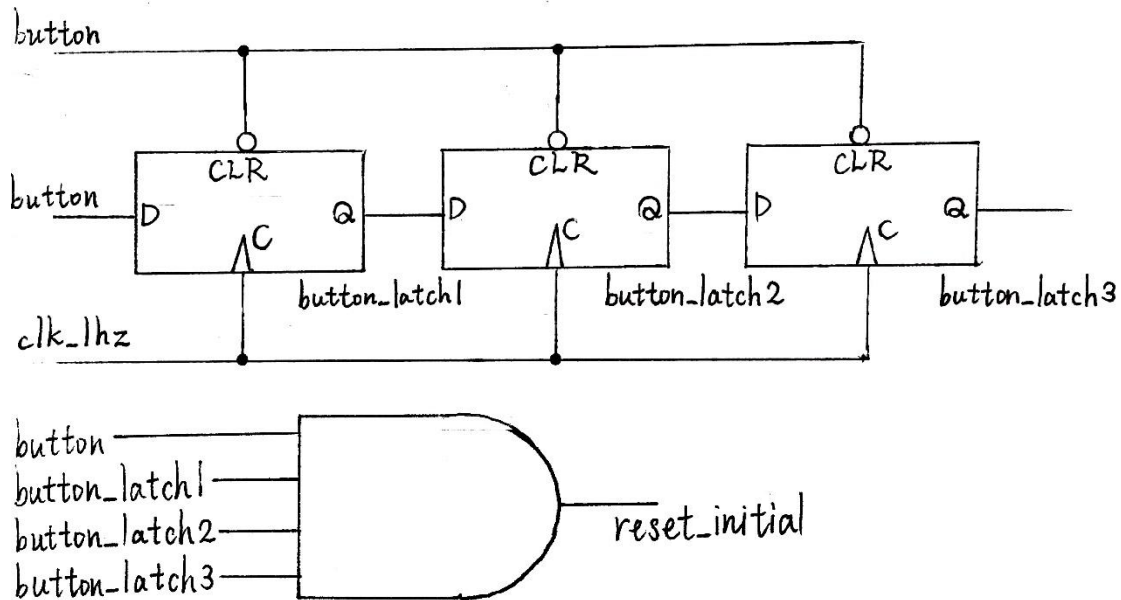 button
CLR
CLR
CLR
button
D
Q
D
Q
D
Q
C
C
C
button_latch1
button_latch2
button_latch3
clk_1hz
button
button_latch1
button_latch2
button_latch3
reset_initial